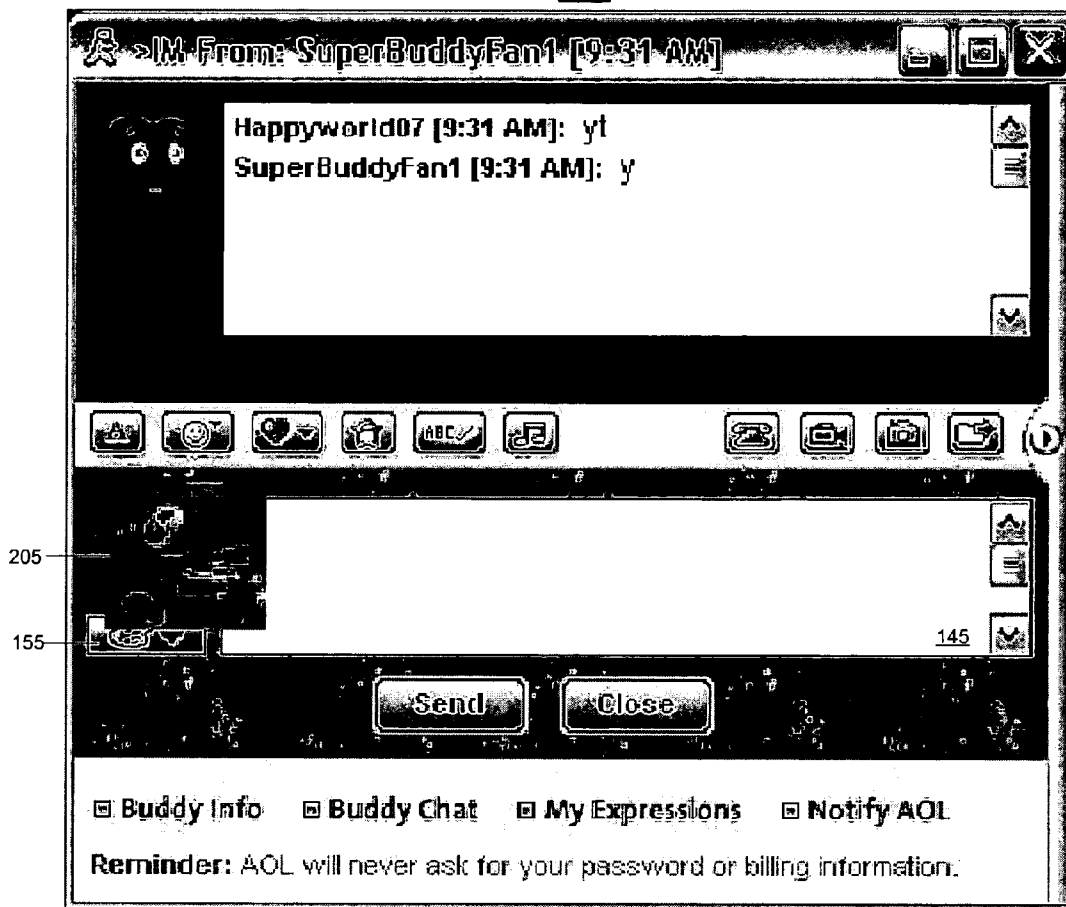 >IM From: SuperBuddyFan1 [9:31 AM]
Happyworld07 [9:31 AM]: yt
SuperBuddyFan1 [9:31 AM]: y
ABC
205
155
145
Send Close
Buddy Info Buddy Chat My Expressions Notify AOL
Reminder: AOL will never ask for your password or billing information.